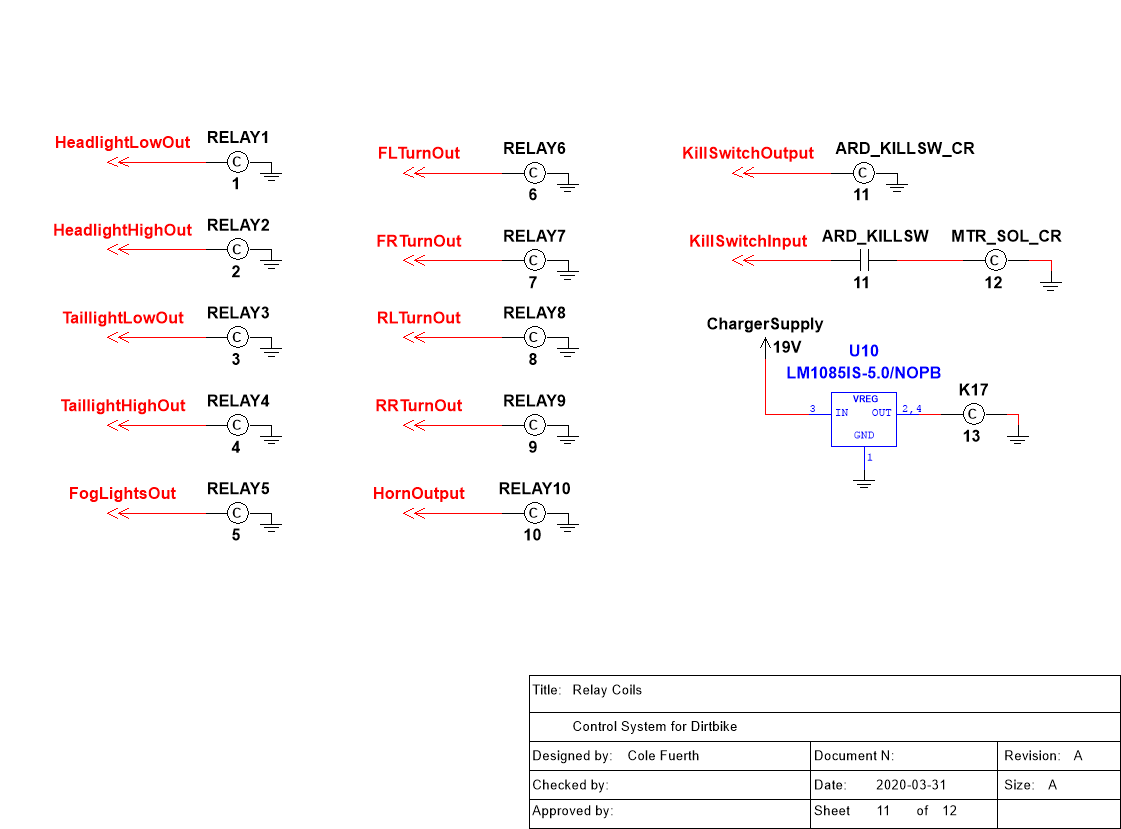 HeadlightLowOut RELAY1
C
1
HeadlightHighOut RELAY2
C
2
TaillightLowOut RELAY3
C
3
TaillightHighOut RELAY4
C
4
FogLightsOut RELAY5
C
5
FLTurnOut RELAY6
C
6
FRTurnOut RELAY7
C
7
RLTurnOut RELAY8
C
8
RRTurnOut RELAY9
C
9
HornOutput RELAY10
C
10
KillSwitchOutput ARD_KILLSW_CR
C
11
KillSwitchInput ARD_KILLSW MTR_SOL_CR
C
11 12
ChargerSupply
19V
U10
LM1085IS-5.0/NOPB
VREG
3 IN OUT 2,4
GND
1
K17
C
13
Title: Relay Coils
Control System for Dirtbike
Designed by: Cole Fuerth Document N: Revision: A
Checked by: Date: 2020-03-31 Size: A
Approved by: Sheet 11 of 12